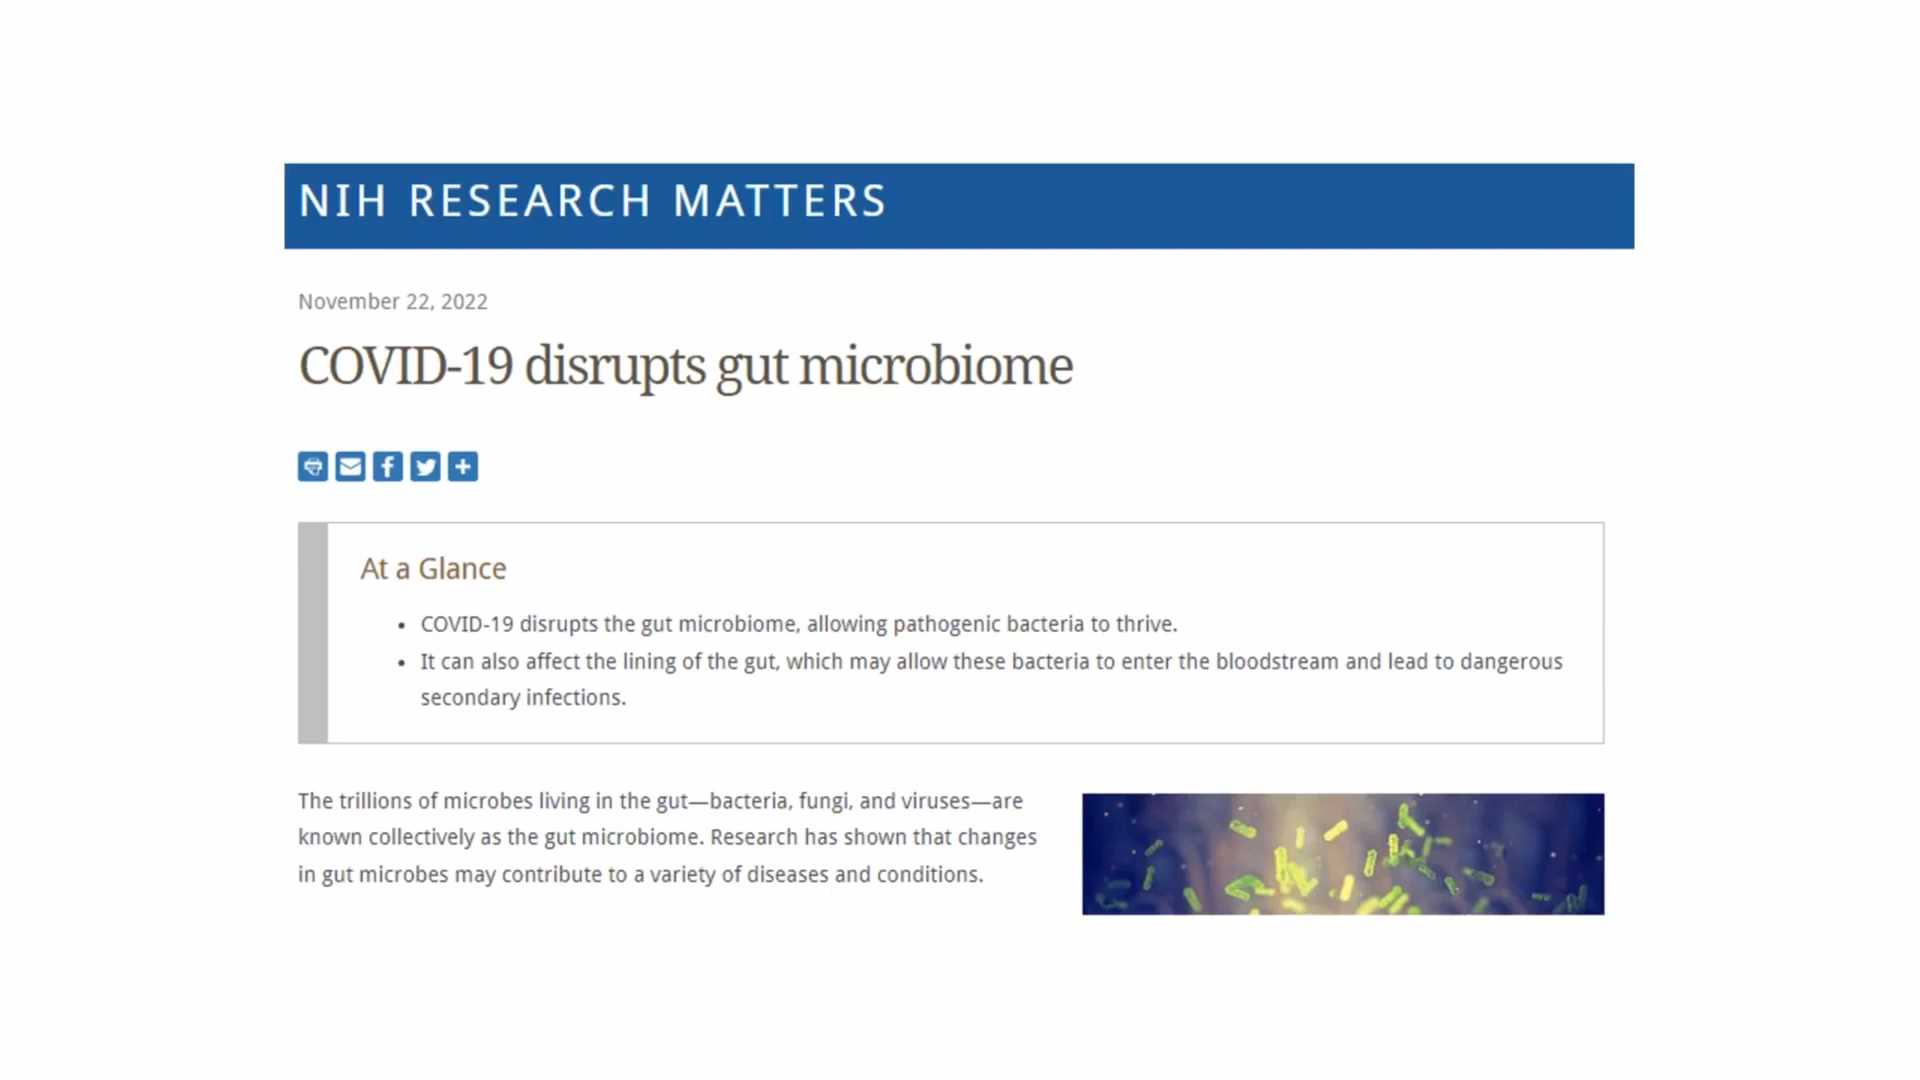 NIH RESEARCH MATTERS
November 22, 2022
COVID-19 disrupts gut microbiome
At a Glance
• COVID-19 disrupts the gut microbiome, allowing pathogenic bacteria to thrive.
• It can also affect the lining of the gut, which may allow these bacteria to enter the bloodstream and lead to dangerous
secondary infections.
The trillions of microbes living in the gut—bacteria, fungi, and viruses—are
known collectively as the gut microbiome. Research has shown that changes
in gut microbes may contribute to a variety of diseases and conditions.